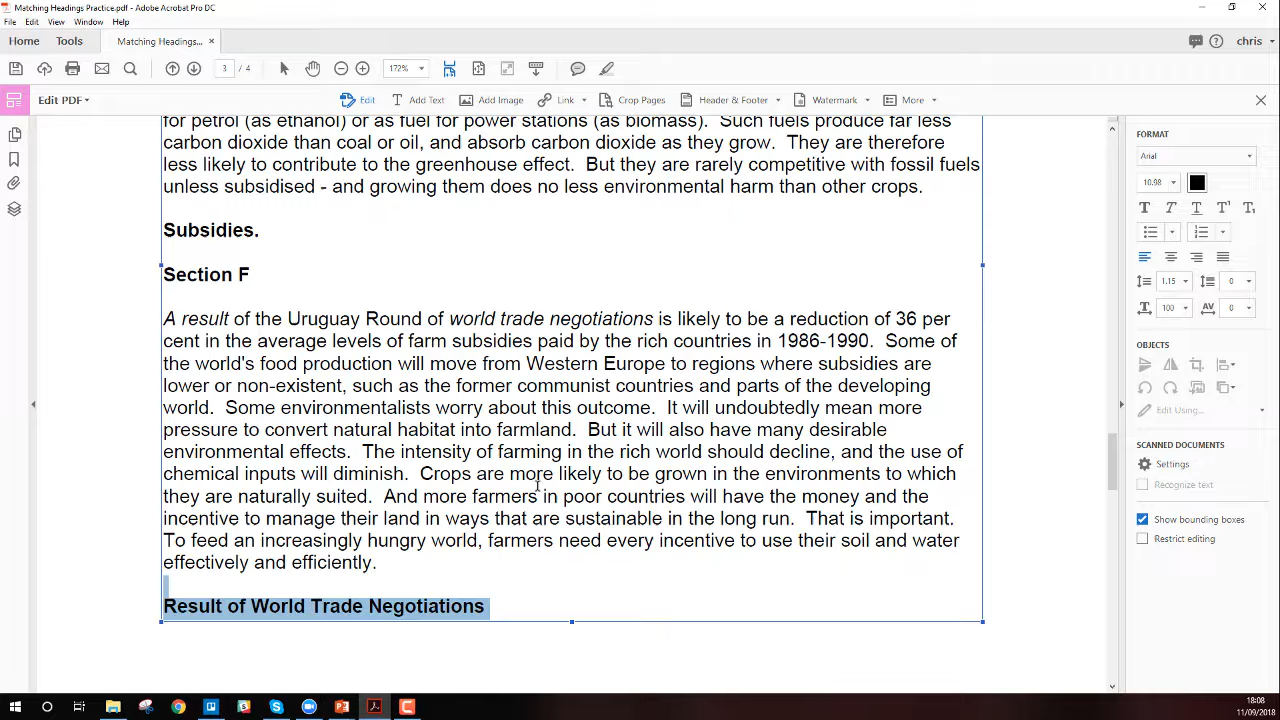 Matching Headings Practice.pdf - Adobe Acrobat Pro DC
File Edit View Window Help
Home Tools Matching Headings... × chris
3 / 4 172%
Edit PDF Edit Add Text Add Image Link Crop Pages Header & Footer Watermark More
for petrol (as ethanol) or as fuel for power stations (as biomass).  Such fuels produce far less
carbon dioxide than coal or oil, and absorb carbon dioxide as they grow.  They are therefore
less likely to contribute to the greenhouse effect.  But they are rarely competitive with fossil fuels
unless subsidised - and growing them does no less environmental harm than other crops.
Subsidies.
Section F
A result of the Uruguay Round of world trade negotiations is likely to be a reduction of 36 per
cent in the average levels of farm subsidies paid by the rich countries in 1986-1990.  Some of
the world's food production will move from Western Europe to regions where subsidies are
lower or non-existent, such as the former communist countries and parts of the developing
world.  Some environmentalists worry about this outcome.  It will undoubtedly mean more
pressure to convert natural habitat into farmland.  But it will also have many desirable
environmental effects.  The intensity of farming in the rich world should decline, and the use of
chemical inputs will diminish.  Crops are more likely to be grown in the environments to which
they are naturally suited.  And more farmers in poor countries will have the money and the
incentive to manage their land in ways that are sustainable in the long run.  That is important.
To feed an increasingly hungry world, farmers need every incentive to use their soil and water
effectively and efficiently.
Result of World Trade Negotiations
FORMAT
Arial
10.98
T T T T¹ T₁
1.15 0
100 AV 0
OBJECTS
Edit Using...
SCANNED DOCUMENTS
Settings
Recognize text
Show bounding boxes
Restrict editing
18:08
11/09/2018